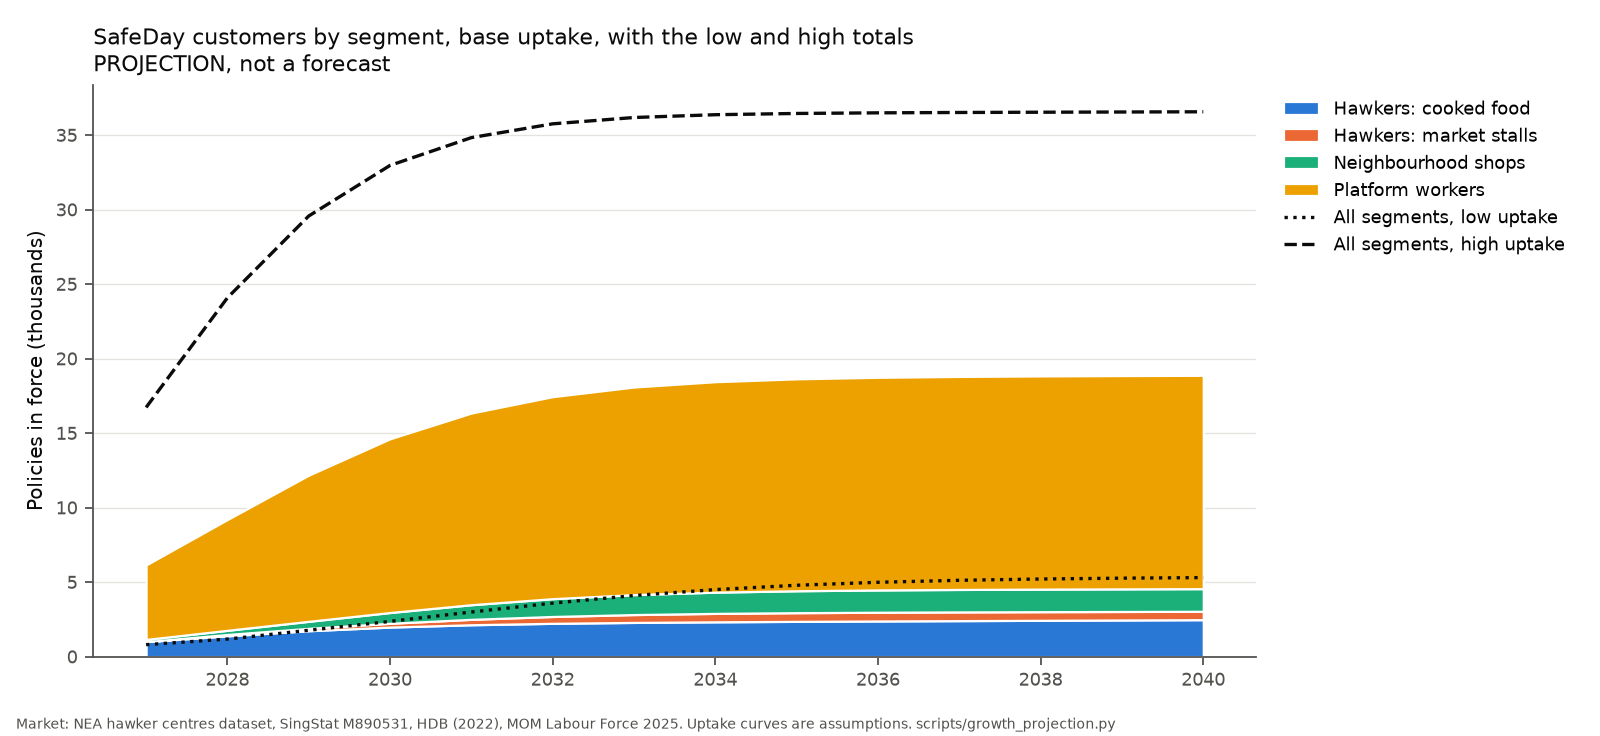 SafeDay customers by segment, base uptake, with the low and high totals
PROJECTION, not a forecast
Policies in force (thousands)
35
30
25
20
15
10
5
0
2028
2030
2032
2034
2036
2038
2040
Hawkers: cooked food
Hawkers: market stalls
Neighbourhood shops
Platform workers
All segments, low uptake
All segments, high uptake
Market: NEA hawker centres dataset, SingStat M890531, HDB (2022), MOM Labour Force 2025. Uptake curves are assumptions. scripts/growth_projection.py